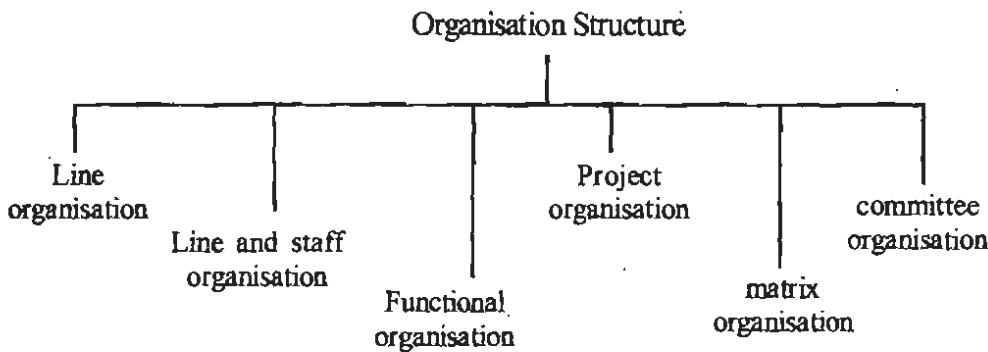 Organisation Structure
Line
organisation
Line and staff
organisation
Functional
organisation
Project
organisation
matrix
organisation
committee
organisation